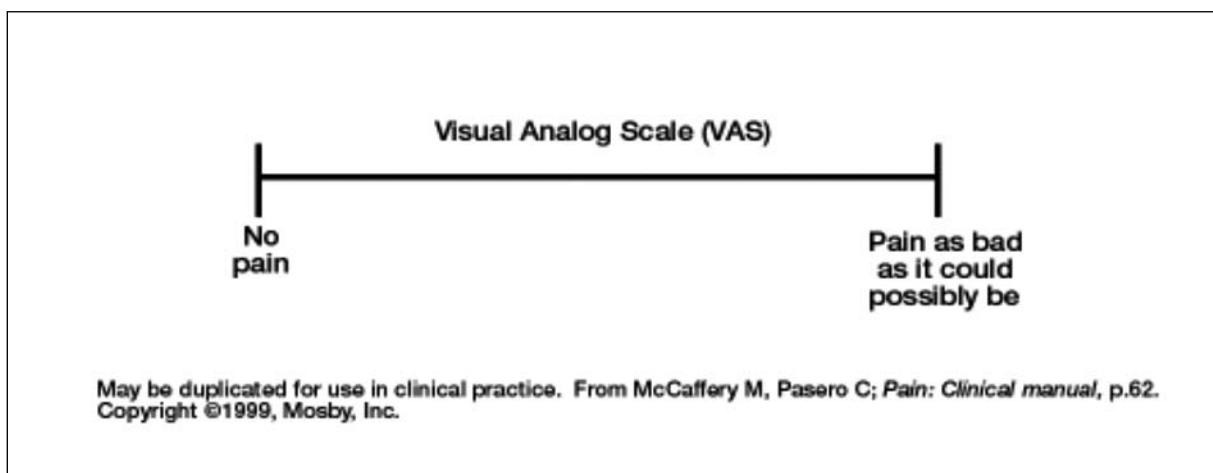 Visual Analog Scale (VAS)
No
pain
Pain as bad
as it could
possibly be
May be duplicated for use in clinical practice. From McCaffery M, Pasero C; Pain: Clinical manual, p.62.
Copyright ©1999, Mosby, Inc.